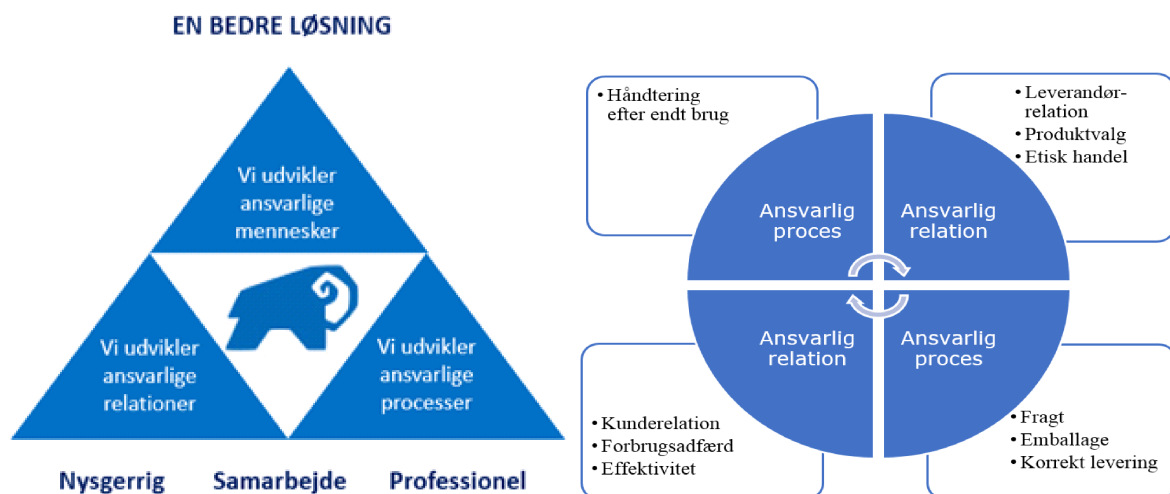 EN BEDRE LØSNING
Vi udvikler
ansvarlige
mennesker
Vi udvikler
ansvarlige
relationer
Vi udvikler
ansvarlige
processer
Nysgerrig Samarbejde Professionel
• Håndtering
efter endt brug
• Leverandør-
relation
• Produktvalg
• Etisk handel
Ansvarlig
proces
Ansvarlig
relation
Ansvarlig
relation
Ansvarlig
proces
• Kunderelation
• Forbrugsadfærd
• Effektivitet
• Fragt
• Emballage
• Korrekt levering